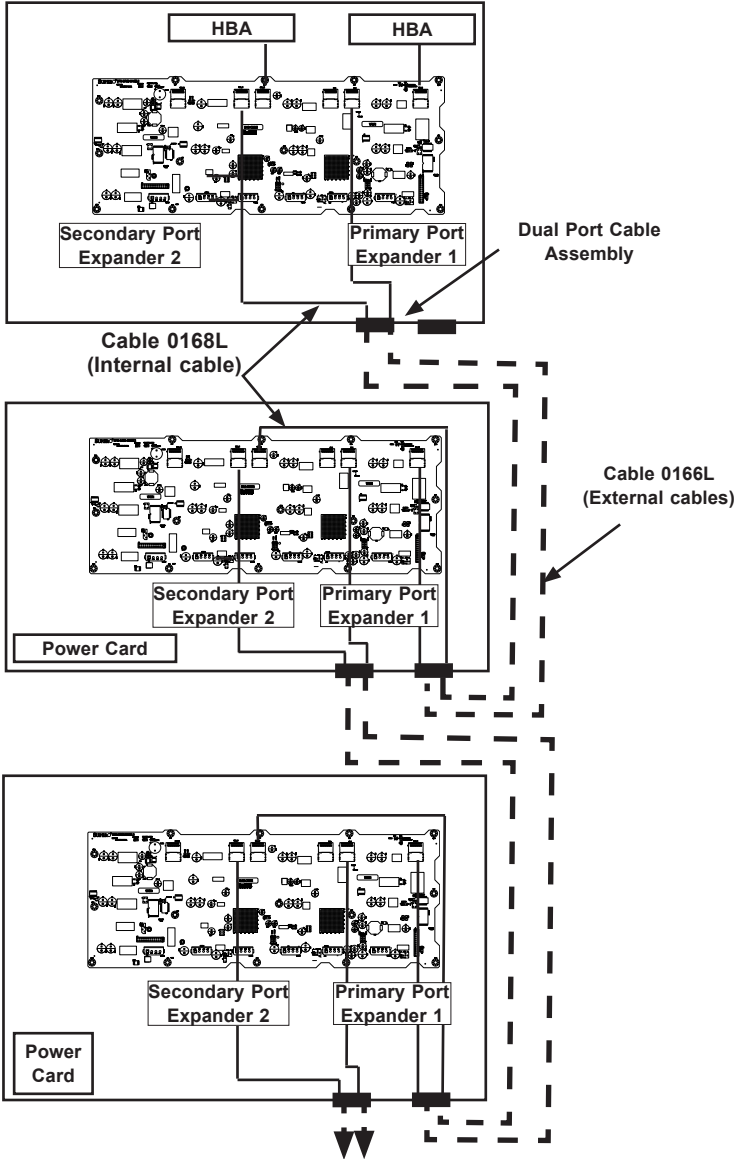 HBA
HBA
Secondary Port
Expander 2
Primary Port
Expander 1
Dual Port Cable
Assembly
Cable 0168L
(Internal cable)
Cable 0166L
(External cables)
Secondary Port
Expander 2
Primary Port
Expander 1
Power Card
Secondary Port
Expander 2
Primary Port
Expander 1
Power
Card